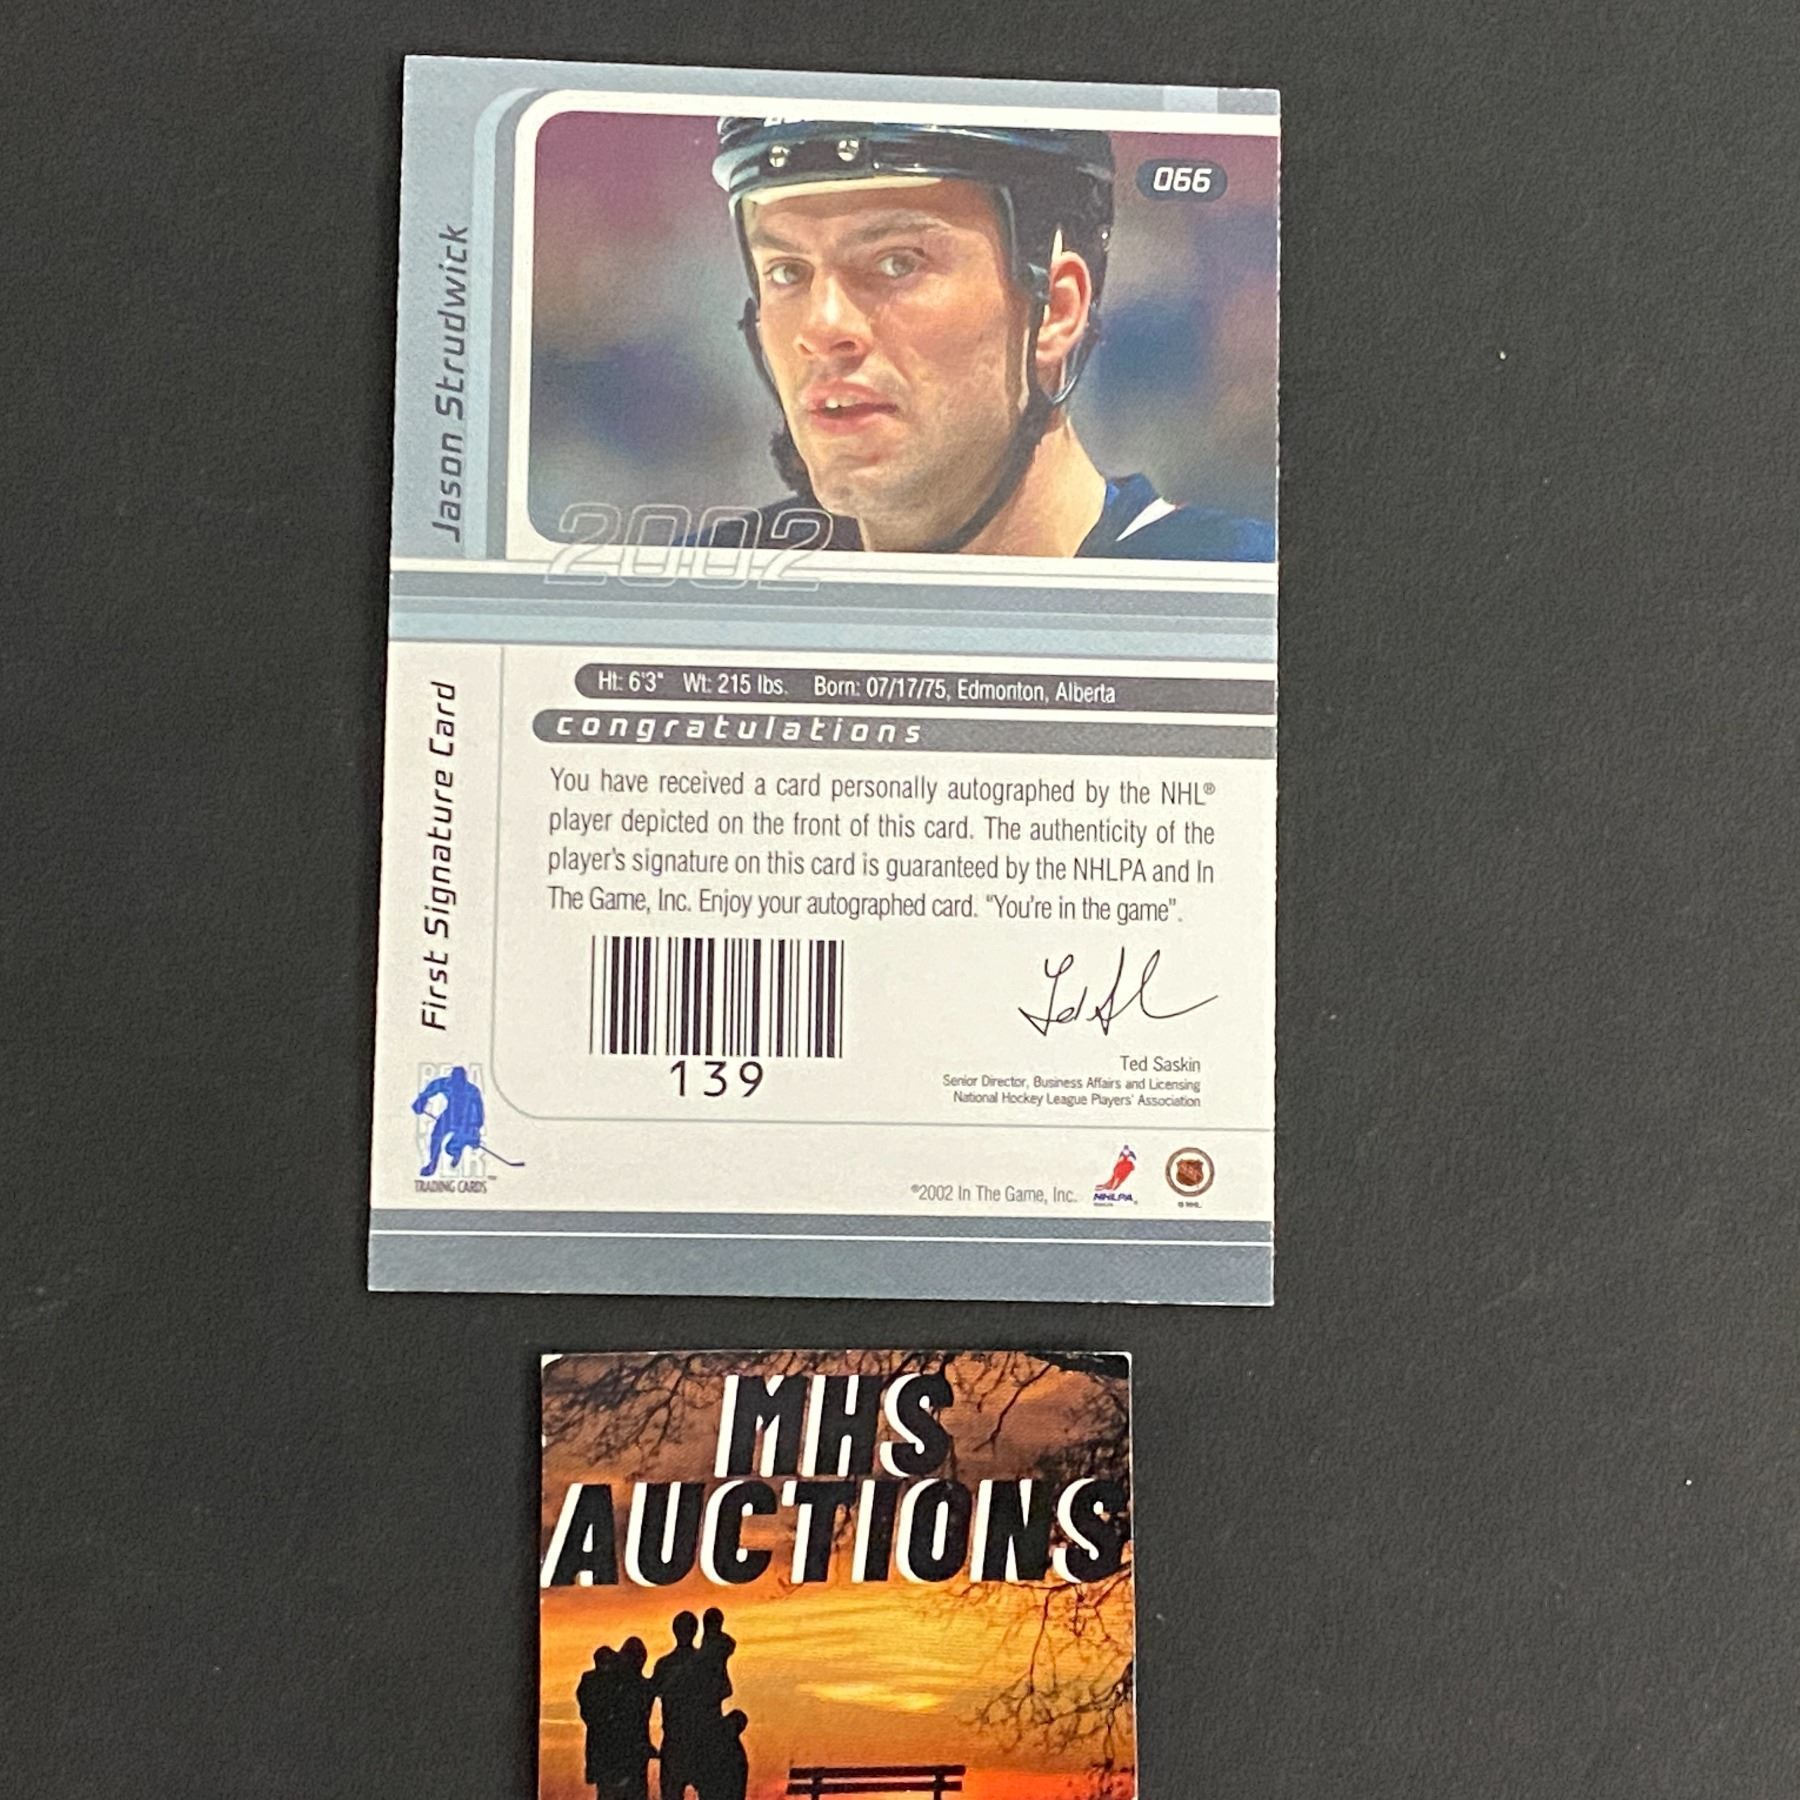 066
Jason Strudwick
2002
Ht: 6'3" Wt: 215 lbs. Born: 07/17/75, Edmonton, Alberta
congratulations
First Signature Card
You have received a card personally autographed by the NHL®
player depicted on the front of this card. The authenticity of the
player's signature on this card is guaranteed by the NHLPA and In
The Game, Inc. Enjoy your autographed card. "You're in the game".
139
Ted Saskin
Senior Director, Business Affairs and Licensing
National Hockey League Players' Association
BE A
PLAYER
TRADING CARDS™
©2002 In The Game, Inc.
NHLPA
© NHL
MHS
AUCTIONS